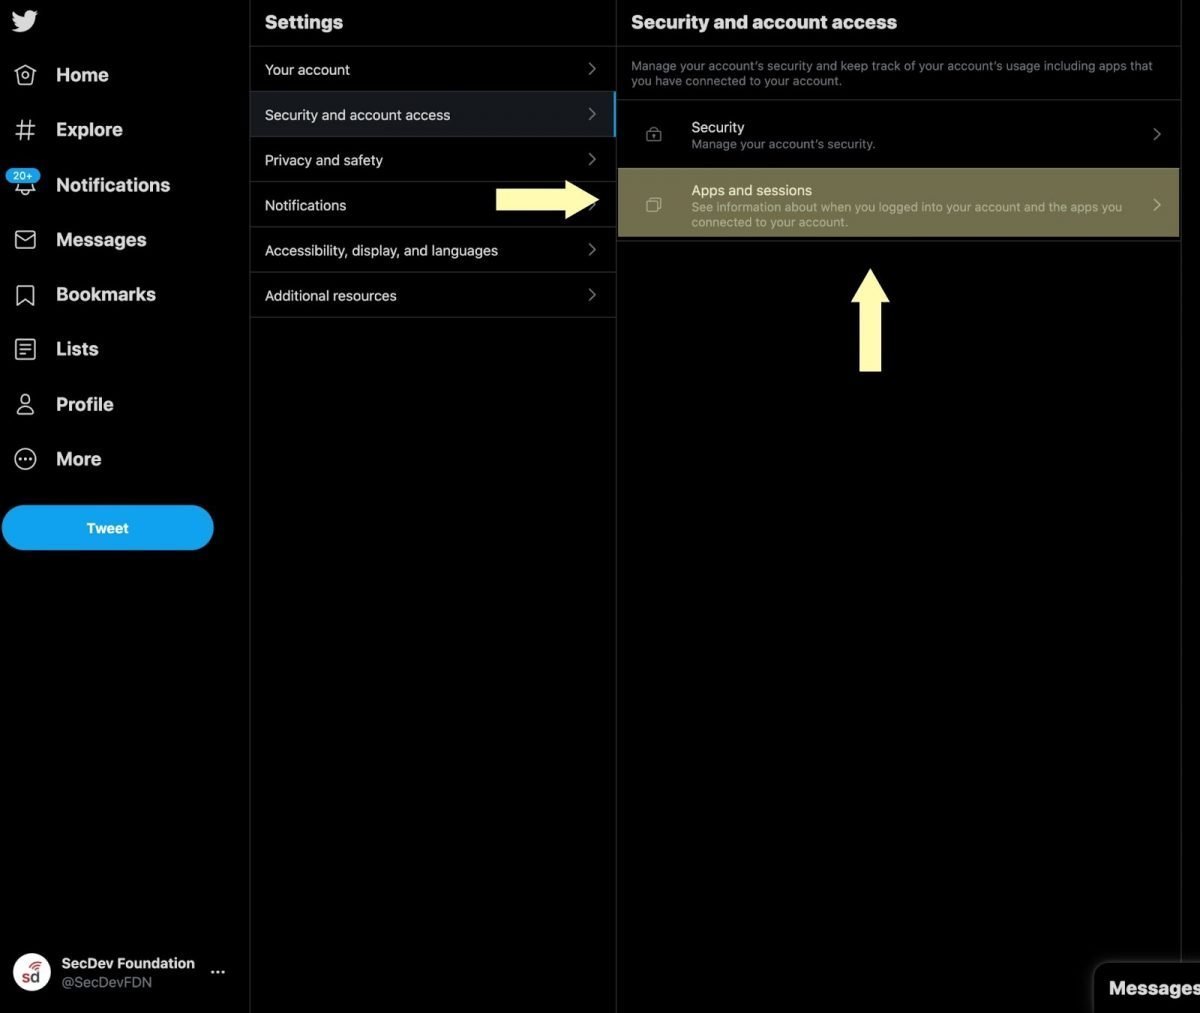 Home
Explore
20+
Notifications
Messages
Bookmarks
Lists
Profile
More
Tweet
sd
SecDev Foundation
@SecDevFDN
Settings
Your account
Security and account access
Privacy and safety
Notifications
Accessibility, display, and languages
Additional resources
Security and account access
Manage your account's security and keep track of your account's usage including apps that
you have connected to your account.
Security
Manage your account's security.
Apps and sessions
See information about when you logged into your account and the apps you
connected to your account.
Messages